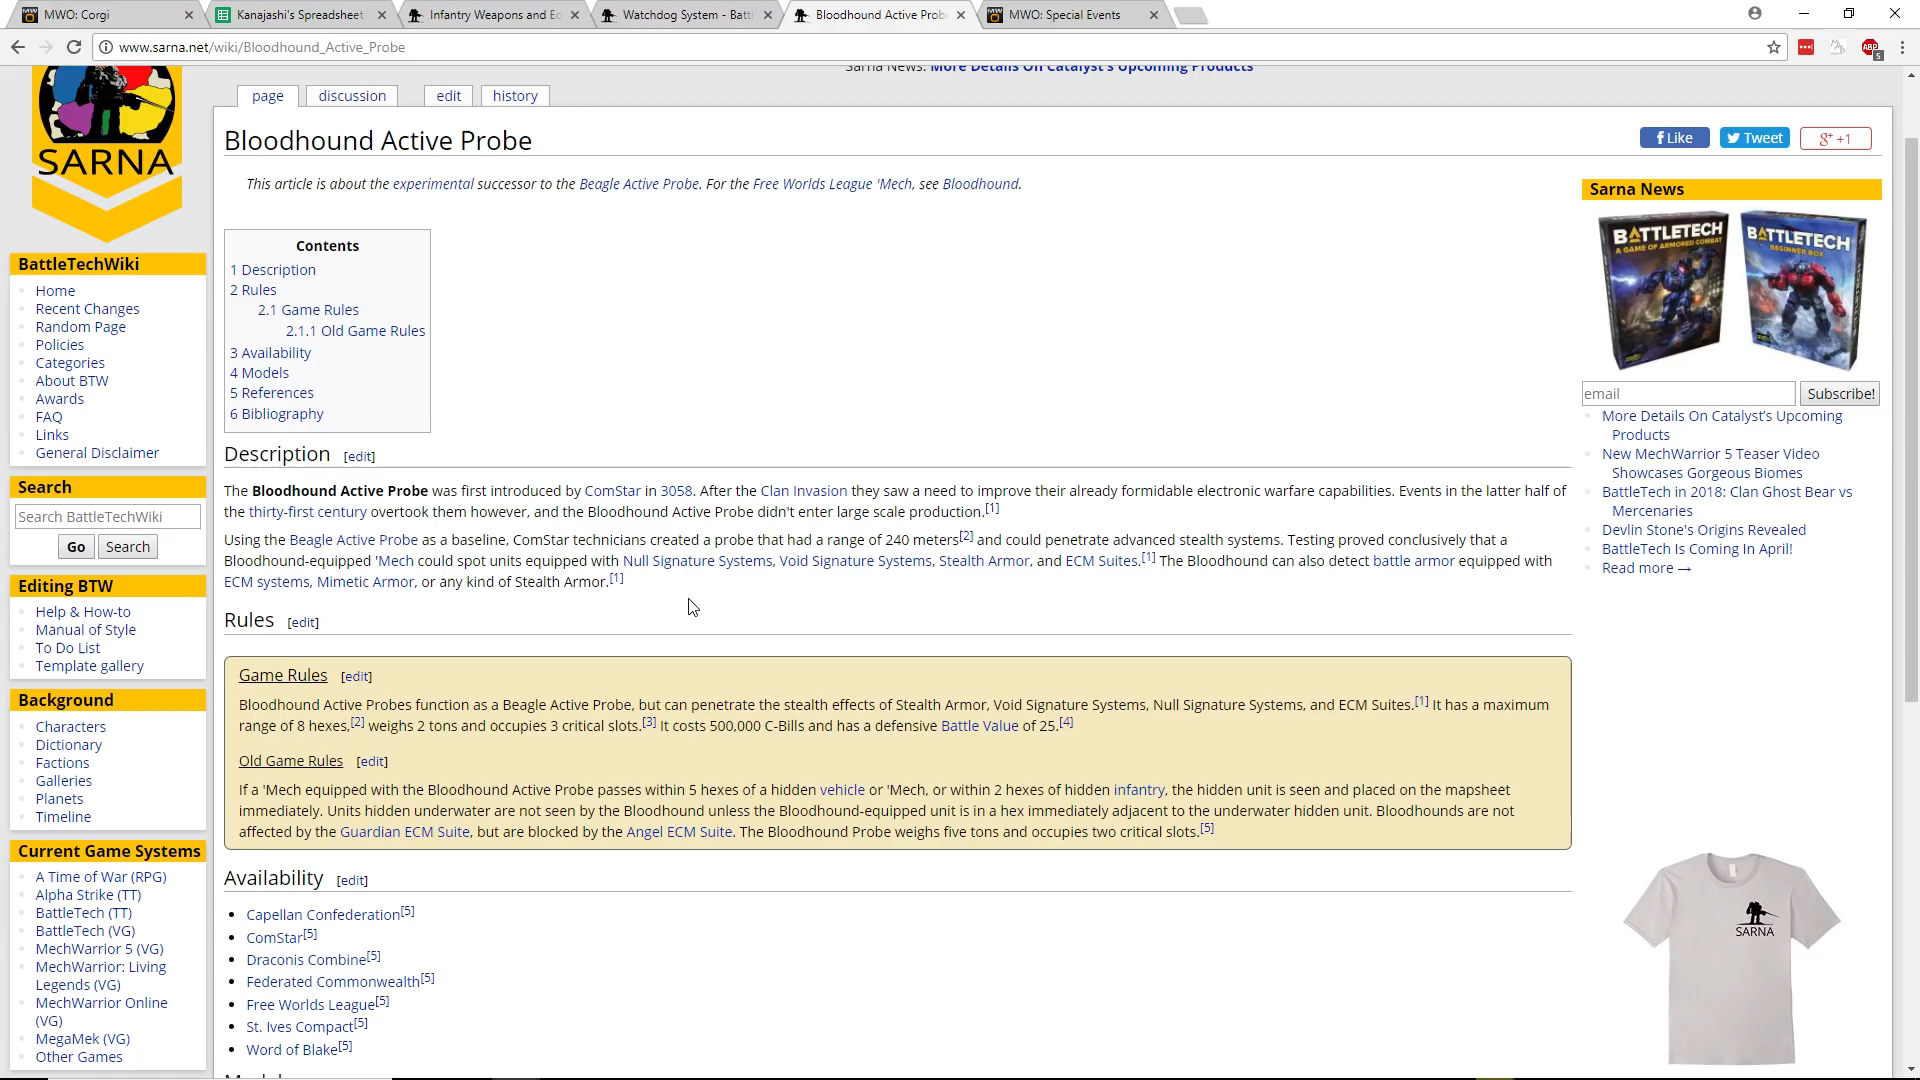 MWO: Corgi
Kanajashi's Spreadsheet
Infantry Weapons and Eq
Watchdog System - Battl
Bloodhound Active Probe
MWO: Special Events
www.sarna.net/wiki/Bloodhound_Active_Probe
ABP
5
Sarna News: More Details On Catalyst's Upcoming Products
page
discussion
edit
history
SARNA
Bloodhound Active Probe
Like
Tweet
g+ +1
This article is about the experimental successor to the Beagle Active Probe. For the Free Worlds League 'Mech, see Bloodhound.
Contents
1 Description
2 Rules
2.1 Game Rules
2.1.1 Old Game Rules
3 Availability
4 Models
5 References
6 Bibliography
Description [edit]
The Bloodhound Active Probe was first introduced by ComStar in 3058. After the Clan Invasion they saw a need to improve their already formidable electronic warfare capabilities. Events in the latter half of
the thirty-first century overtook them however, and the Bloodhound Active Probe didn't enter large scale production.[1]
Using the Beagle Active Probe as a baseline, ComStar technicians created a probe that had a range of 240 meters[2] and could penetrate advanced stealth systems. Testing proved conclusively that a
Bloodhound-equipped 'Mech could spot units equipped with Null Signature Systems, Void Signature Systems, Stealth Armor, and ECM Suites.[1] The Bloodhound can also detect battle armor equipped with
ECM systems, Mimetic Armor, or any kind of Stealth Armor.[1]
Rules [edit]
Game Rules [edit]
Bloodhound Active Probes function as a Beagle Active Probe, but can penetrate the stealth effects of Stealth Armor, Void Signature Systems, Null Signature Systems, and ECM Suites.[1] It has a maximum
range of 8 hexes,[2] weighs 2 tons and occupies 3 critical slots.[3] It costs 500,000 C-Bills and has a defensive Battle Value of 25.[4]
Old Game Rules [edit]
If a 'Mech equipped with the Bloodhound Active Probe passes within 5 hexes of a hidden vehicle or 'Mech, or within 2 hexes of hidden infantry, the hidden unit is seen and placed on the mapsheet
immediately. Units hidden underwater are not seen by the Bloodhound unless the Bloodhound-equipped unit is in a hex immediately adjacent to the underwater hidden unit. Bloodhounds are not
affected by the Guardian ECM Suite, but are blocked by the Angel ECM Suite. The Bloodhound Probe weighs five tons and occupies two critical slots.[5]
Availability [edit]
Capellan Confederation[5]
ComStar[5]
Draconis Combine[5]
Federated Commonwealth[5]
Free Worlds League[5]
St. Ives Compact[5]
Word of Blake[5]
BattleTechWiki
Home
Recent Changes
Random Page
Policies
Categories
About BTW
Awards
FAQ
Links
General Disclaimer
Search
Search BattleTechWiki
Go
Search
Editing BTW
Help & How-to
Manual of Style
To Do List
Template gallery
Background
Characters
Dictionary
Factions
Galleries
Planets
Timeline
Current Game Systems
A Time of War (RPG)
Alpha Strike (TT)
BattleTech (TT)
BattleTech (VG)
MechWarrior 5 (VG)
MechWarrior: Living
Legends (VG)
MechWarrior Online
(VG)
MegaMek (VG)
Other Games
Sarna News
BATTLETECH
A GAME OF ARMORED COMBAT
BATTLETECH
BEGINNER BOX
email
Subscribe!
More Details On Catalyst's Upcoming
Products
New MechWarrior 5 Teaser Video
Showcases Gorgeous Biomes
BattleTech in 2018: Clan Ghost Bear vs
Mercenaries
Devlin Stone's Origins Revealed
BattleTech Is Coming In April!
Read more →
SARNA